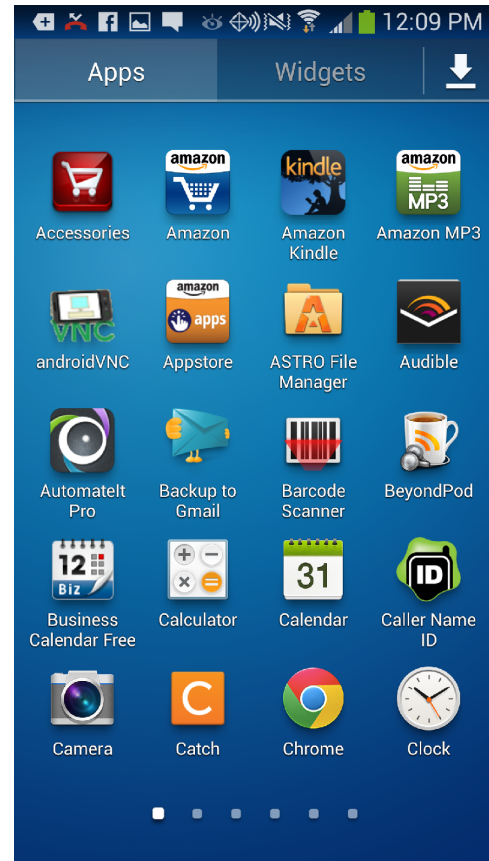 12:09 PM
Apps
Widgets
amazon
kindle
amazon
MP3
Accessories
Amazon
Amazon
Kindle
Amazon MP3
VNC
amazon
apps
androidVNC
Appstore
ASTRO File
Manager
Audible
AutomateIt
Pro
Backup to
Gmail
Barcode
Scanner
BeyondPod
12
Biz
31
ID
Business
Calendar Free
Calculator
Calendar
Caller Name
ID
C
Camera
Catch
Chrome
Clock